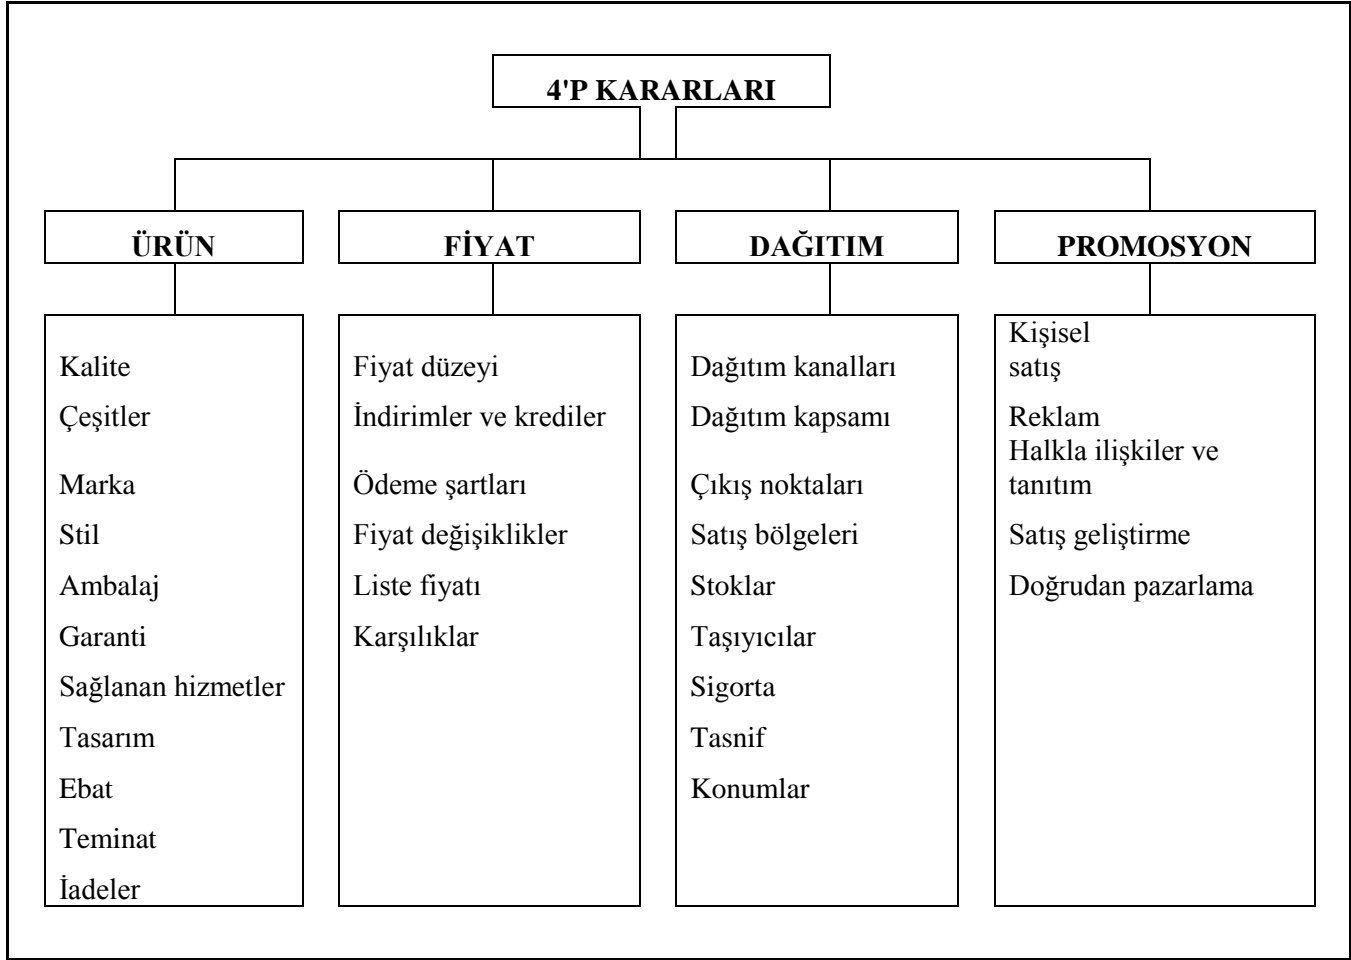 4'P KARARLARI
ÜRÜN
FİYAT
DAĞITIM
PROMOSYON
Kalite
Çeşitler
Marka
Stil
Ambalaj
Garanti
Sağlanan hizmetler
Tasarım
Ebat
Teminat
İadeler
Fiyat düzeyi
İndirimler ve krediler
Ödeme şartları
Fiyat değişiklikler
Liste fiyatı
Karşılıklar
Dağıtım kanalları
Dağıtım kapsamı
Çıkış noktaları
Satış bölgeleri
Stoklar
Taşıyıcılar
Sigorta
Tasnif
Konumlar
Kişisel
satış
Reklam
Halkla ilişkiler ve
tanıtım
Satış geliştirme
Doğrudan pazarlama